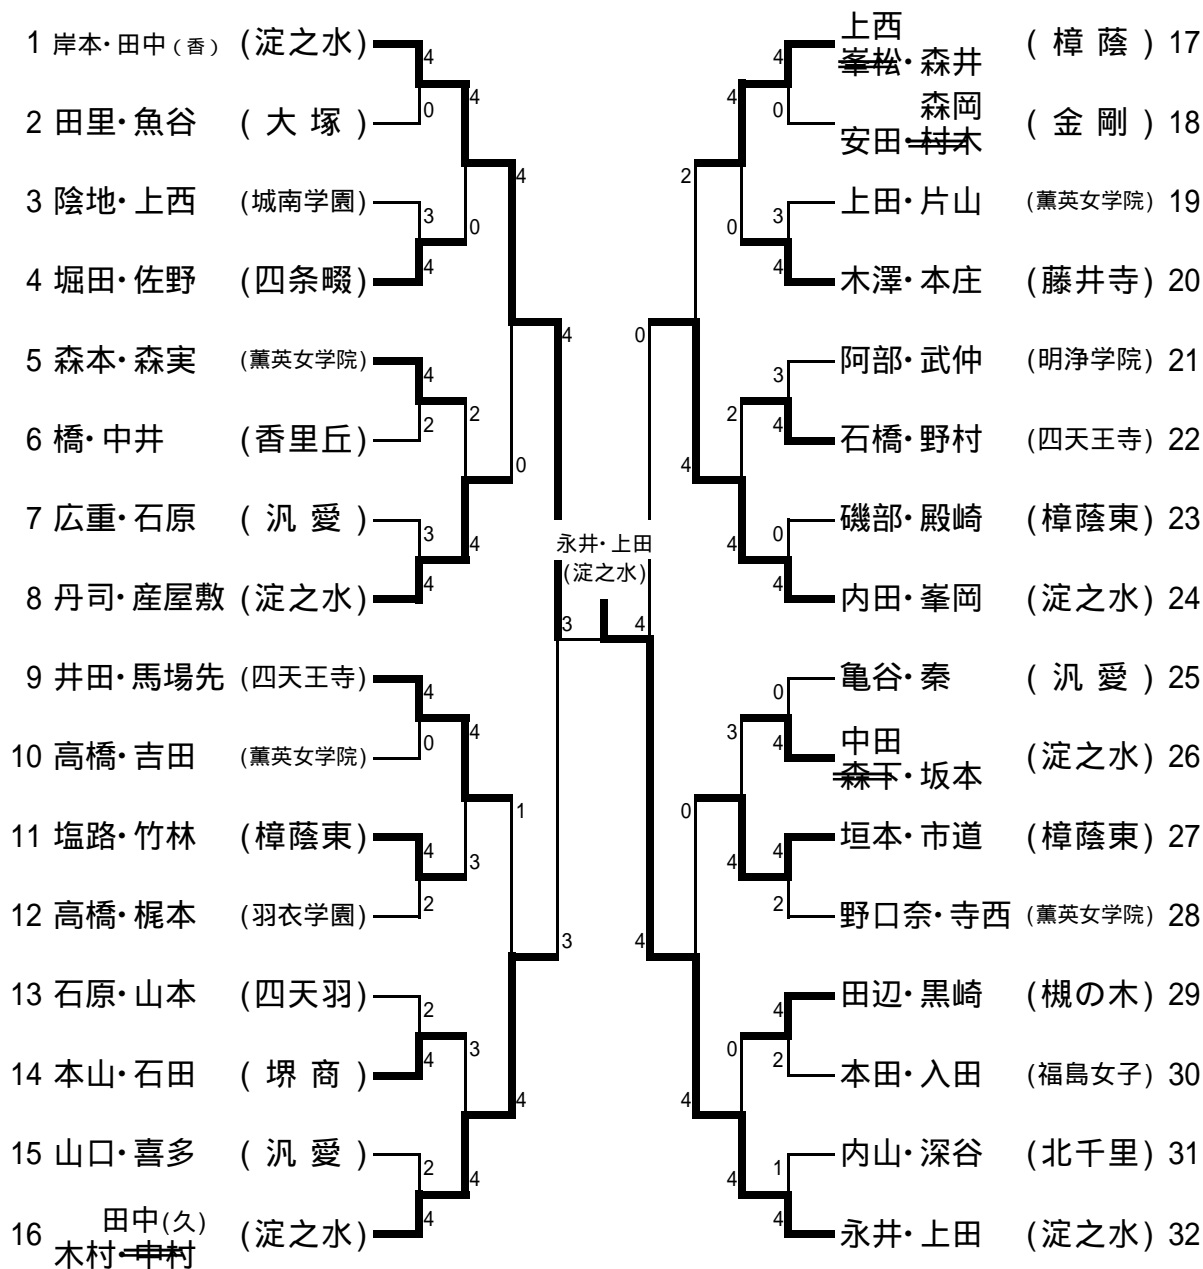 1 岸本・田中(香) (淀之水)
2 田里・魚谷 (大塚)
3 陰地・上西 (城南学園)
4 堀田・佐野 (四条畷)
5 森本・森実 (薫英女学院)
6 橋・中井 (香里丘)
7 広重・石原 (汎愛)
8 丹司・産屋敷 (淀之水)
9 井田・馬場先 (四天王寺)
10 高橋・吉田 (薫英女学院)
11 塩路・竹林 (樟蔭東)
12 高橋・梶本 (羽衣学園)
13 石原・山本 (四天羽)
14 本山・石田 (堺商)
15 山口・喜多 (汎愛)
田中(久)
16 木村・中村 (淀之水)
4
0
3
4
4
2
3
4
4
0
4
2
2
4
2
4
4
0
2
4
4
3
3
4
4
0
1
4
4
3
3
永井・上田
(淀之水)
4
0
4
2
4
0
4
4
0
2
4
3
4
0
4
4
0
3
4
3
4
0
4
0
4
4
2
4
2
1
4
上西
峯松・森井 (樟蔭) 17
森岡
安田・村木 (金剛) 18
上田・片山 (薫英女学院) 19
木澤・本庄 (藤井寺) 20
阿部・武仲 (明浄学院) 21
石橋・野村 (四天王寺) 22
磯部・殿崎 (樟蔭東) 23
内田・峯岡 (淀之水) 24
亀谷・秦 (汎愛) 25
中田
森下・坂本 (淀之水) 26
垣本・市道 (樟蔭東) 27
野口奈・寺西 (薫英女学院) 28
田辺・黒崎 (槻の木) 29
本田・入田 (福島女子) 30
内山・深谷 (北千里) 31
永井・上田 (淀之水) 32